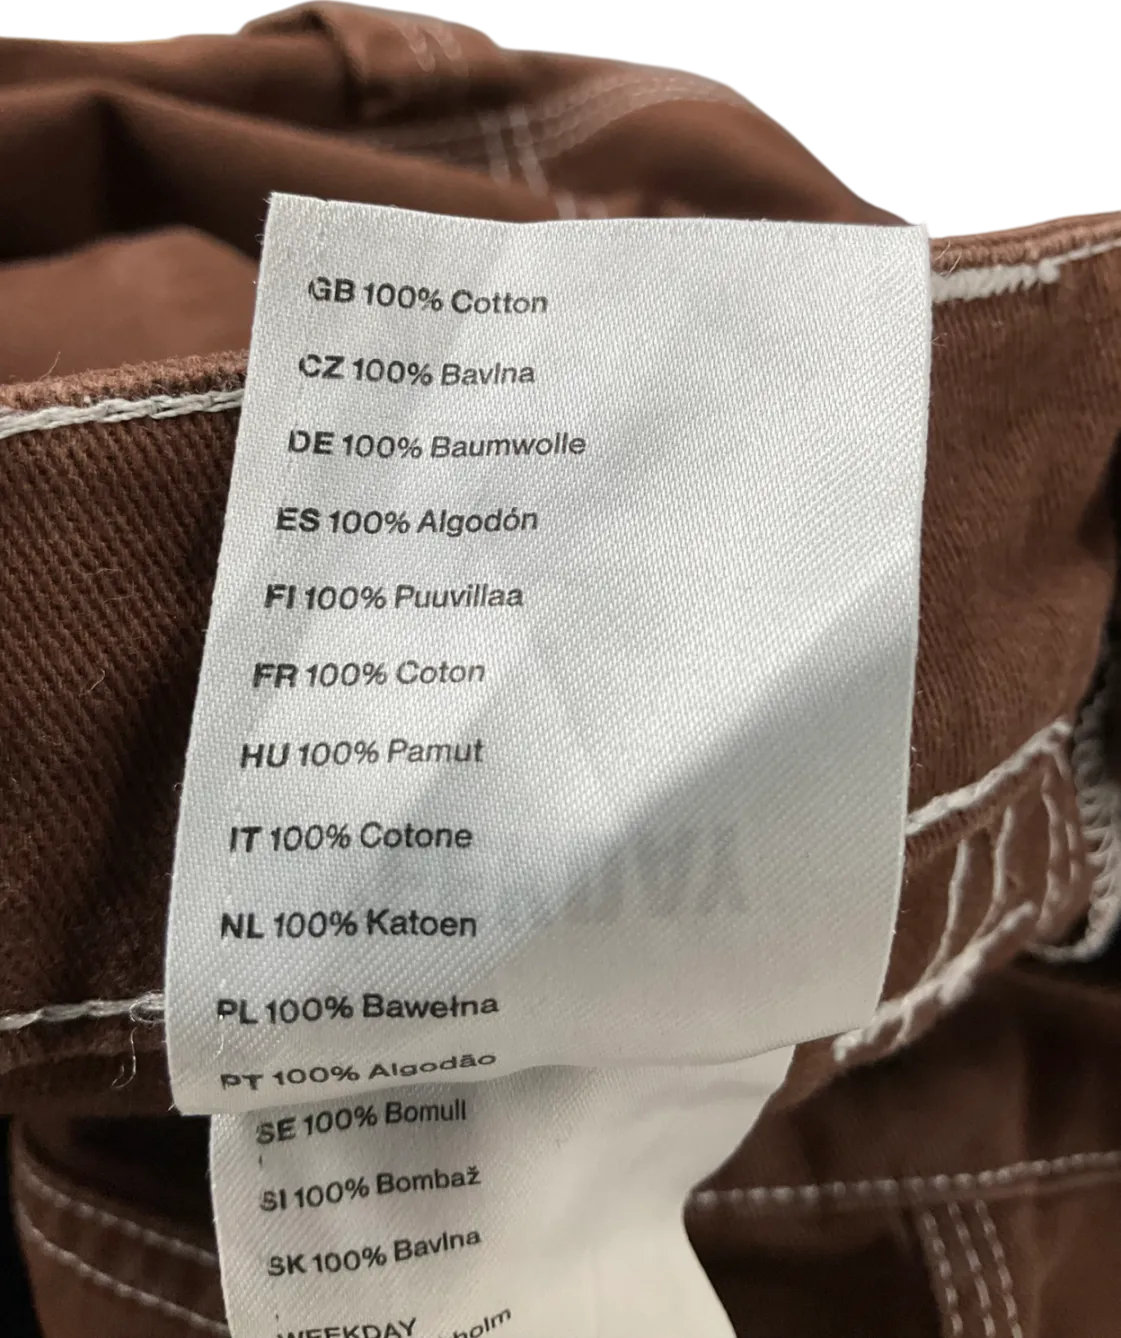 GB 100% Cotton
CZ 100% Bavlna
DE 100% Baumwolle
ES 100% Algodón
FI 100% Puuvillaa
FR 100% Coton
HU 100% Pamut
IT 100% Cotone
NL 100% Katoen
PL 100% Bawełna
PT 100% Algodão
SE 100% Bomull
SI 100% Bombaž
SK 100% Bavlna
WEEKDAY